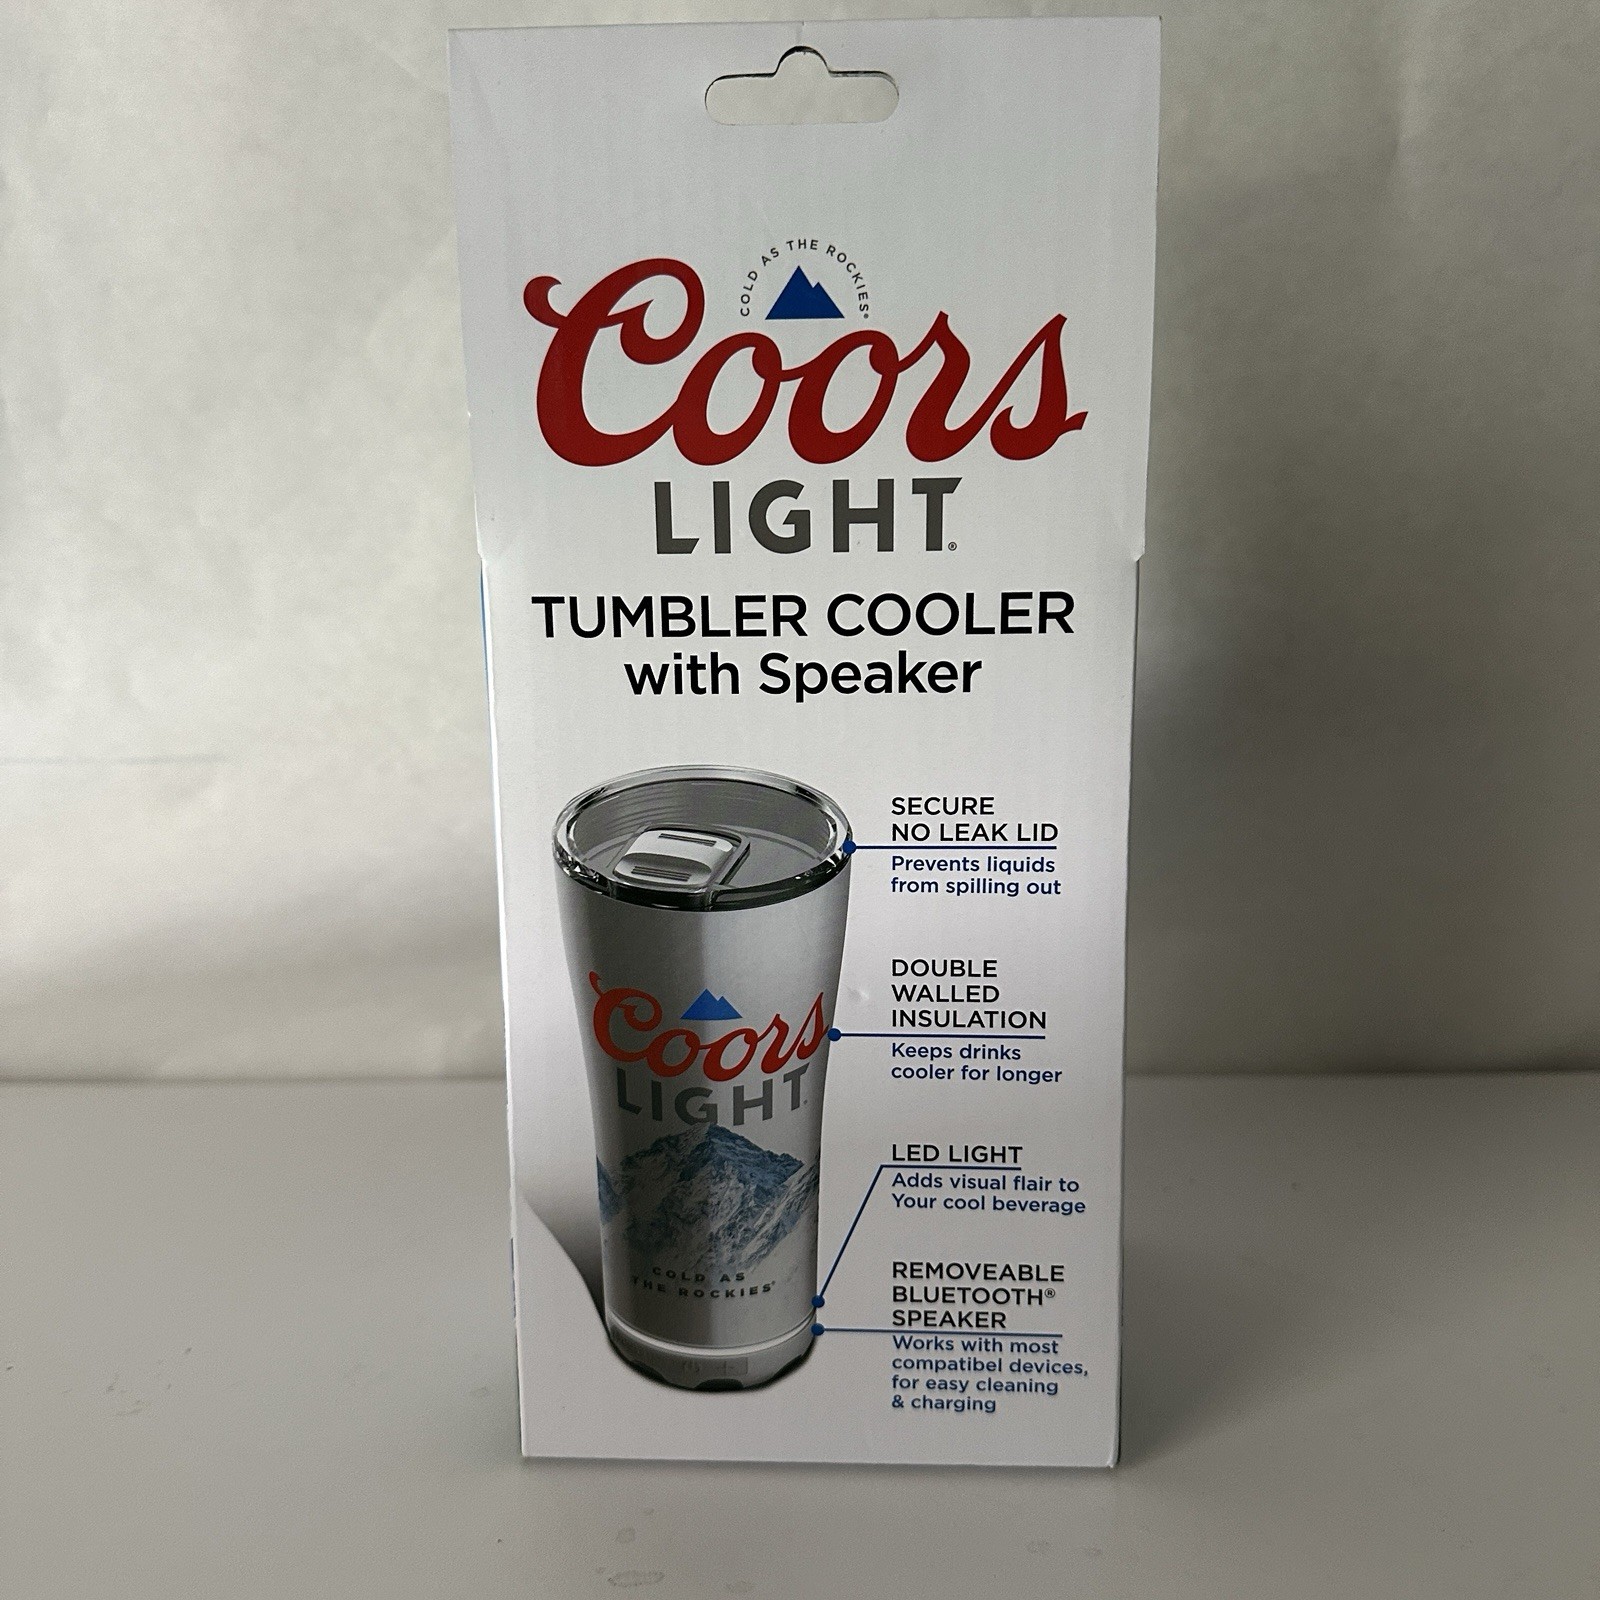 COLD AS THE ROCKIES®
Coors
LIGHT®
TUMBLER COOLER
with Speaker
SECURE
NO LEAK LID
Prevents liquids
from spilling out
DOUBLE
WALLED
INSULATION
Keeps drinks
cooler for longer
LED LIGHT
Adds visual flair to
Your cool beverage
REMOVEABLE
BLUETOOTH®
SPEAKER
Works with most
compatibel devices,
for easy cleaning
& charging
Coors
LIGHT
COLD AS
THE ROCKIES®